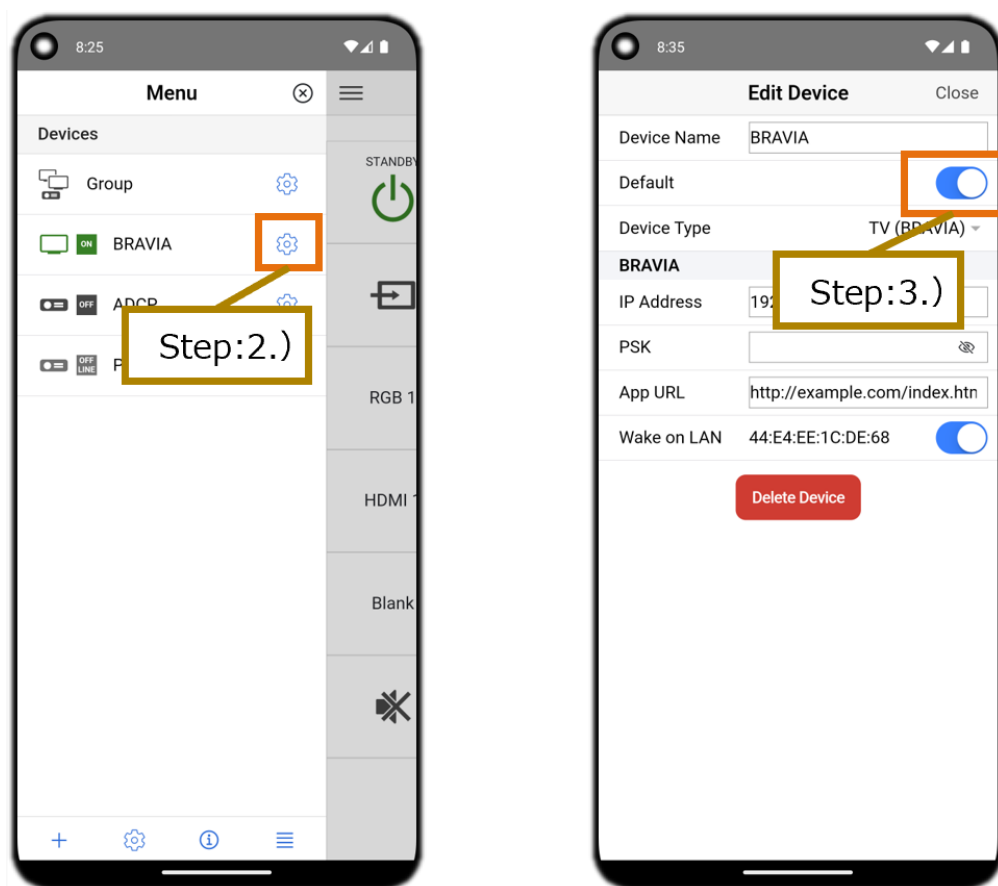 8:25
Menu
Devices
Group
STANDBY
ON
BRAVIA
OFF
ADCP
Step:2.)
OFF
LINE
P
RGB 1
HDMI 1
Blank
8:35
Edit Device
Close
Device Name
BRAVIA
Default
Device Type
TV (BRAVIA)
BRAVIA
Step:3.)
IP Address
192
PSK
App URL
http://example.com/index.htm
Wake on LAN
44:E4:EE:1C:DE:68
Delete Device